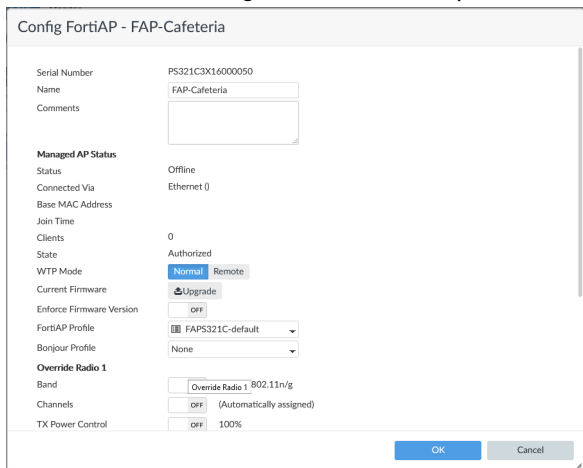 Config FortiAP - FAP-Cafeteria
Serial Number PS321C3X16000050
Name FAP-Cafeteria
Comments
Managed AP Status
Status Offline
Connected Via Ethernet ()
Base MAC Address
Join Time
Clients 0
State Authorized
WTP Mode Normal Remote
Current Firmware Upgrade
Enforce Firmware Version OFF
FortiAP Profile FAPS321C-default
Bonjour Profile None
Override Radio 1
Band Override Radio 1 802.11n/g
Channels OFF (Automatically assigned)
TX Power Control OFF 100%
OK Cancel